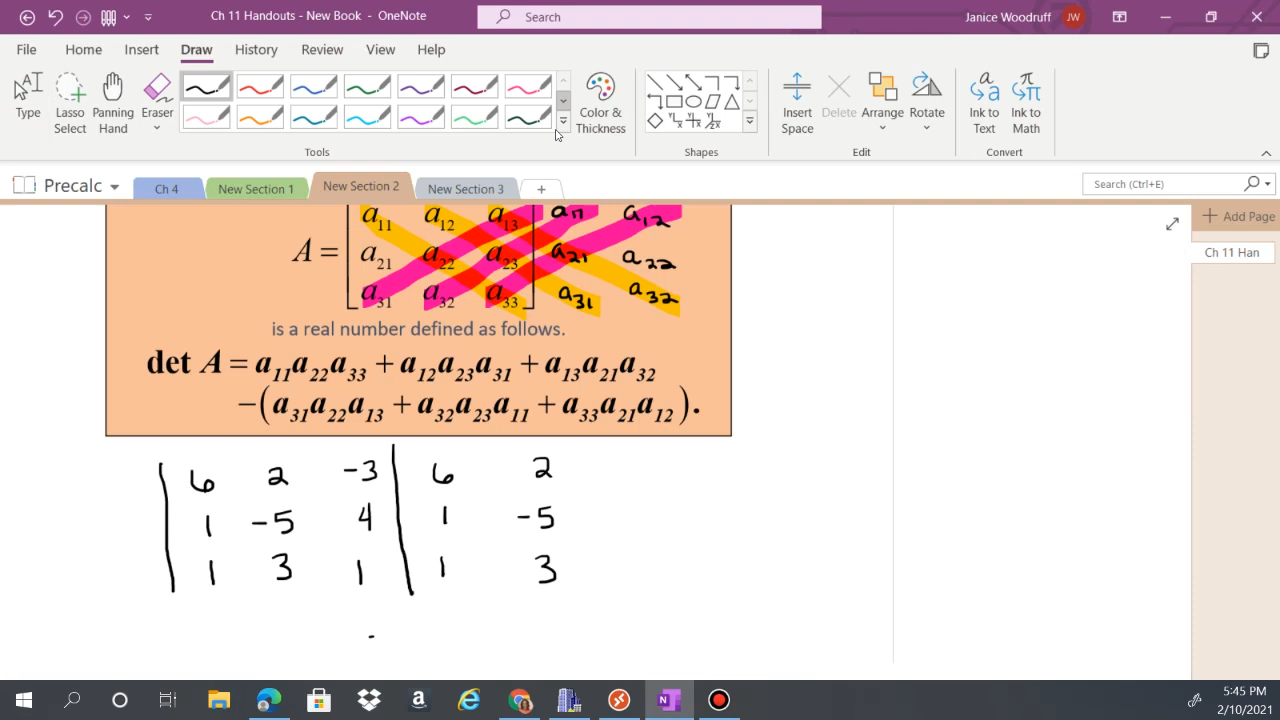 Ch 11 Handouts - New Book - OneNote
Search
Janice Woodruff JW
File Home Insert Draw History Review View Help
Type
Lasso Select
Panning Hand
Eraser
Color & Thickness
Insert Space
Delete
Arrange
Rotate
Ink to Text
Ink to Math
Tools Shapes Edit Convert
Precalc Ch 4 New Section 1 New Section 2 New Section 3 + Search (Ctrl+E)
+ Add Page
Ch 11 Han
a₁₁ a₁₂ a₁₃ a₁₁ a₁₂
A = a₂₁ a₂₂ a₂₃ a₂₁ a₂₂
a₃₁ a₃₂ a₃₃ a₃₁ a₃₂
is a real number defined as follows.
det A = a₁₁a₂₂a₃₃ + a₁₂a₂₃a₃₁ + a₁₃a₂₁a₃₂
−(a₃₁a₂₂a₁₃ + a₃₂a₂₃a₁₁ + a₃₃a₂₁a₁₂).
6 2 -3 6 2
1 -5 4 1 -5
1 3 1 1 3
5:45 PM
2/10/2021